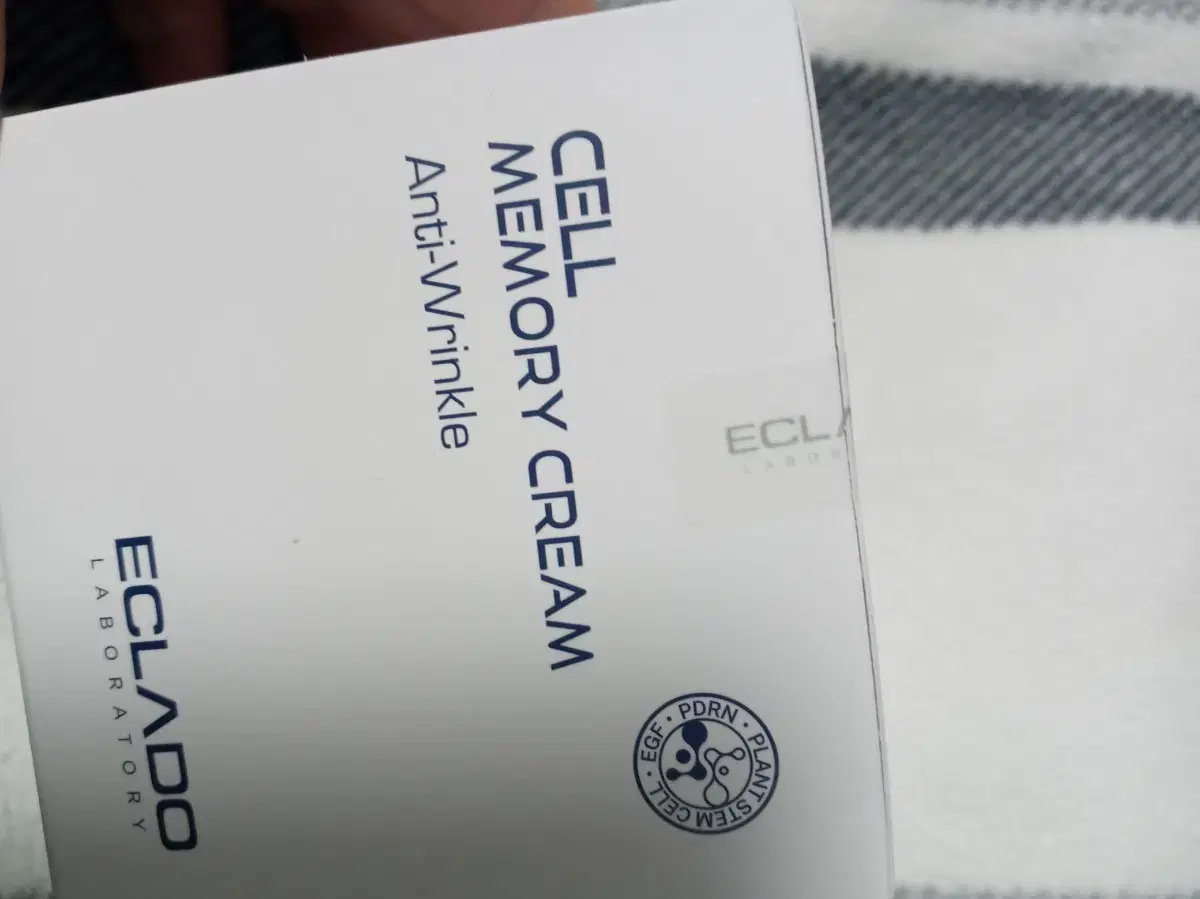 CELL
MEMORY CREAM
Anti-Wrinkle
EGF · PDRN · PLANT STEM CELL ·
ECLADO
LABORATORY